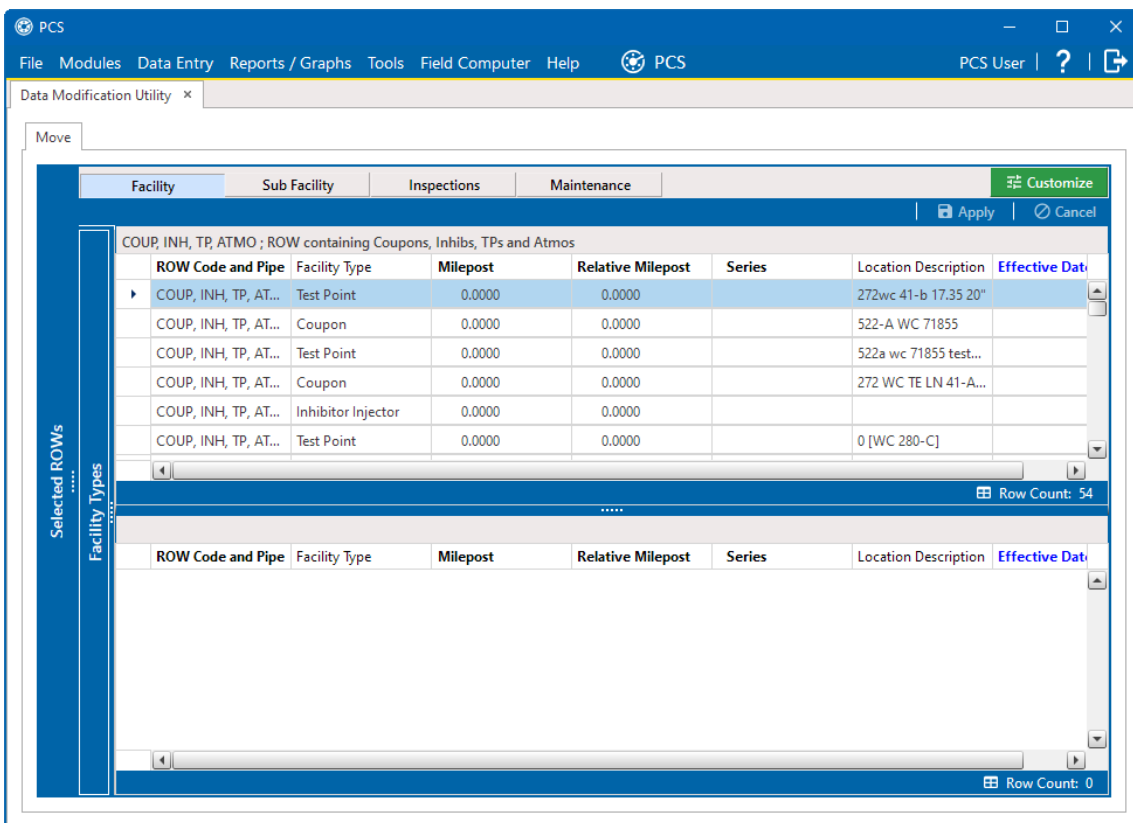 PCS
File Modules Data Entry Reports / Graphs Tools Field Computer Help PCS PCS User | ? |
Data Modification Utility ×
Move
Facility Sub Facility Inspections Maintenance Customize
Apply | Cancel
Selected ROWs
Facility Types
COUP, INH, TP, ATMO ; ROW containing Coupons, Inhibs, TPs and Atmos
ROW Code and Pipe Facility Type Milepost Relative Milepost Series Location Description Effective Date
COUP, INH, TP, AT... Test Point 0.0000 0.0000 272wc 41-b 17.35 20"
COUP, INH, TP, AT... Coupon 0.0000 0.0000 522-A WC 71855
COUP, INH, TP, AT... Test Point 0.0000 0.0000 522a wc 71855 test...
COUP, INH, TP, AT... Coupon 0.0000 0.0000 272 WC TE LN 41-A...
COUP, INH, TP, AT... Inhibitor Injector 0.0000 0.0000
COUP, INH, TP, AT... Test Point 0.0000 0.0000 0 [WC 280-C]
Row Count: 54
ROW Code and Pipe Facility Type Milepost Relative Milepost Series Location Description Effective Date
Row Count: 0